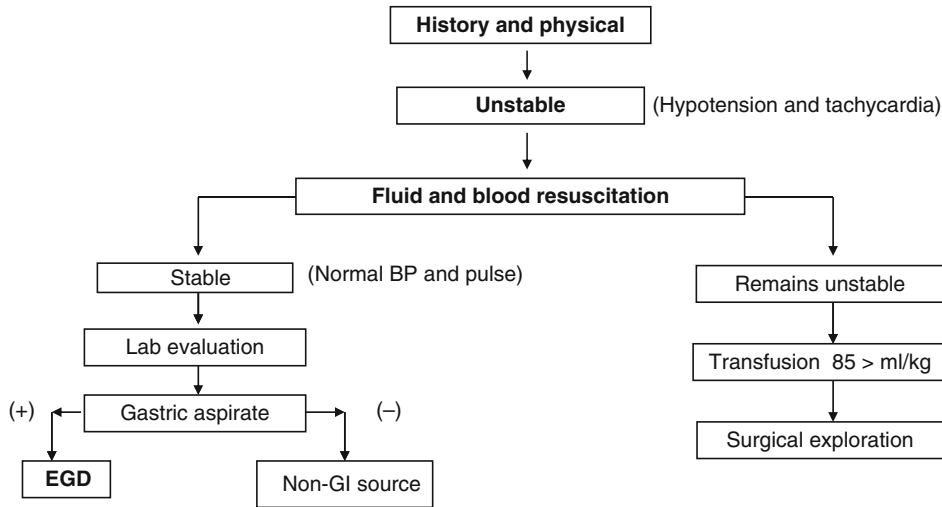 History and physical
Unstable (Hypotension and tachycardia)
Fluid and blood resuscitation
Stable (Normal BP and pulse)
Remains unstable
Lab evaluation
Transfusion 85 > ml/kg
(+) Gastric aspirate (–)
Surgical exploration
EGD
Non-GI source